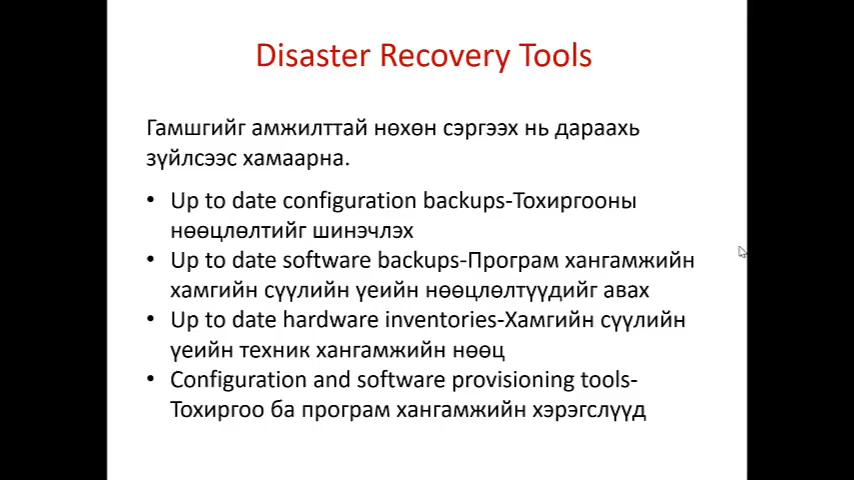 Disaster Recovery Tools
Гамшгийг амжилттай нөхөн сэргээх нь дараахь
зүйлсээс хамаарна.
• Up to date configuration backups-Тохиргооны
нөөцлөлтийг шинэчлэх
• Up to date software backups-Програм хангамжийн
хамгийн сүүлийн үеийн нөөцлөлтүүдийг авах
• Up to date hardware inventories-Хамгийн сүүлийн
үеийн техник хангамжийн нөөц
• Configuration and software provisioning tools-
Тохиргоо ба програм хангамжийн хэрэгслүүд